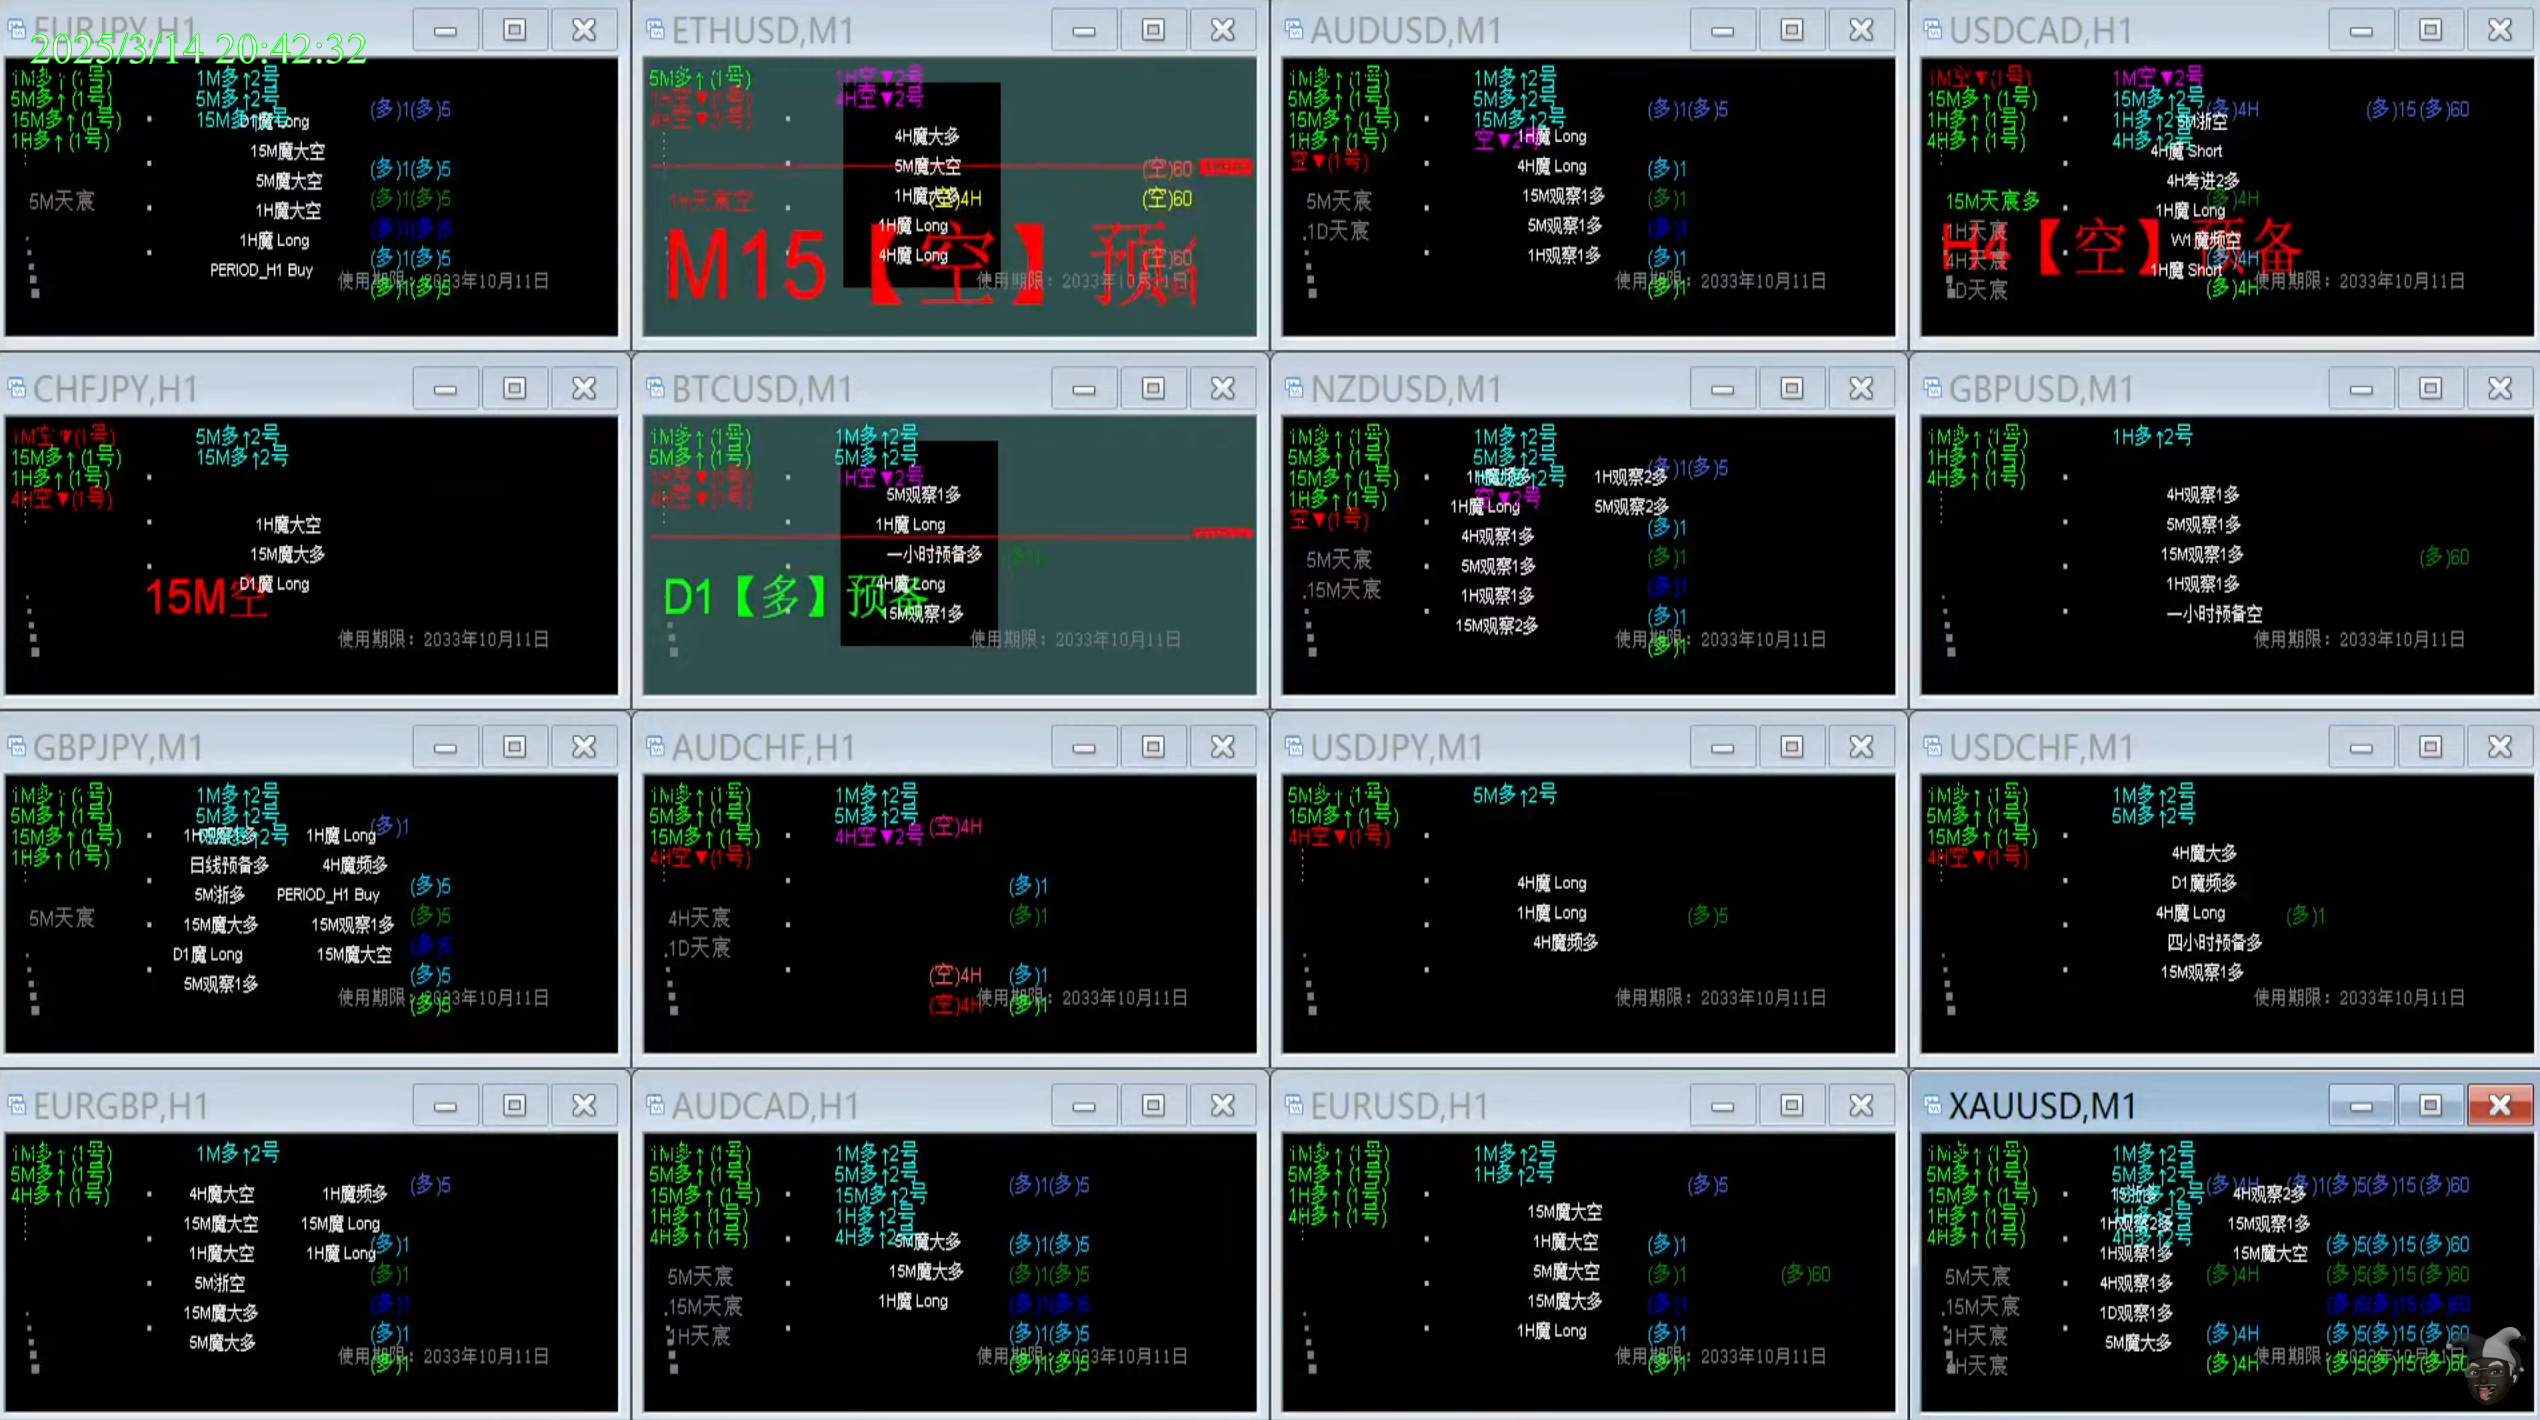 EURJPY,H1
2025/3/14 20:42:32
1M多↑(1号)
5M多↑(1号)
15M多↑(1号)
1H多↑(1号)
1M多↑2号
5M多↑2号
15M多↑2号
D1魔 Long
15M魔大空
5M魔大空
1H魔大空
1H魔 Long
PERIOD_H1 Buy
5M天宸
(多)1(多)5
(多)1(多)5
(多)1(多)5
(多)1(多)5
(多)1(多)5
(多)1(多)5
使用期限：2033年10月11日
ETHUSD,M1
5M多↑(1号)
1H空▼(1号)
4H空▼(1号)
1H空▼2号
4H空▼2号
4H魔大多
5M魔大空
1H魔大多
1H魔 Long
4H魔 Long
1H天宸空
(空)4H
(空)60
(空)60
(空)60
M15【空】预备
使用期限：2033年10月11日
AUDUSD,M1
1M多↑(1号)
5M多↑(1号)
15M多↑(1号)
1H多↑(1号)
空▼(1号)
1M多↑2号
5M多↑2号
15M多↑2号
空▼2号
1H魔 Long
4H魔 Long
15M观察1多
5M观察1多
1H观察1多
5M天宸
1D天宸
(多)1(多)5
(多)1
(多)1
(多)1
(多)1
(多)1
使用期限：2033年10月11日
USDCAD,H1
1M空▼(1号)
15M多↑(1号)
1H多↑(1号)
4H多↑(1号)
1M空▼2号
15M多↑2号
1H多↑2号
4H多↑2号
5M浙空
4H魔 Short
4H考进2多
1H魔 Long
W1魔频空
1H魔 Short
15M天宸多
1H天宸
4H天宸
1D天宸
H4【空】预备
(多)4H
(多)15(多)60
(多)4H
(多)4H
(多)4H
使用期限：2033年10月11日
CHFJPY,H1
1M空▼(1号)
15M多↑(1号)
1H多↑(1号)
4H空▼(1号)
5M多↑2号
15M多↑2号
1H魔大空
15M魔大多
D1魔 Long
15M空
使用期限：2033年10月11日
BTCUSD,M1
1M多↑(1号)
5M多↑(1号)
1H空▼(1号)
4H空▼(1号)
1M多↑2号
5M多↑2号
1H空▼2号
5M观察1多
1H魔 Long
一小时预备多
4H魔 Long
15M观察1多
D1【多】预备
使用期限：2033年10月11日
NZDUSD,M1
1M多↑(1号)
5M多↑(1号)
15M多↑(1号)
1H多↑(1号)
空▼(1号)
1M多↑2号
5M多↑2号
15M多↑2号
空▼2号
1H魔频多
1H魔 Long
4H观察1多
5M观察1多
1H观察1多
15M观察2多
1H观察2多
5M观察2多
5M天宸
15M天宸
(多)1(多)5
(多)1
(多)1
(多)1
(多)1
(多)1
使用期限：2033年10月11日
GBPUSD,M1
1M多↑(1号)
1H多↑(1号)
4H多↑(1号)
1H多↑2号
4H观察1多
5M观察1多
15M观察1多
1H观察1多
一小时预备空
(多)60
使用期限：2033年10月11日
GBPJPY,M1
1M多↑(1号)
5M多↑(1号)
15M多↑(1号)
1H多↑(1号)
1M多↑2号
5M多↑2号
15M多↑2号
1H观察1多
日线预备多
5M浙多
15M魔大多
D1魔 Long
5M观察1多
1H魔 Long
4H魔频多
PERIOD_H1 Buy
15M观察1多
15M魔大空
5M天宸
(多)1
(多)5
(多)5
(多)5
(多)5
(多)5
使用期限：2033年10月11日
AUDCHF,H1
1M多↑(1号)
5M多↑(1号)
15M多↑(1号)
4H空▼(1号)
1M多↑2号
5M多↑2号
4H空▼2号
4H天宸
1D天宸
(空)4H
(多)1
(多)1
(空)4H
(多)1
(空)4H
(多)1
使用期限：2033年10月11日
USDJPY,M1
5M多↑(1号)
15M多↑(1号)
4H空▼(1号)
5M多↑2号
4H魔 Long
1H魔 Long
4H魔频多
(多)5
使用期限：2033年10月11日
USDCHF,M1
1M多↑(1号)
5M多↑(1号)
15M多↑(1号)
4H空▼(1号)
1M多↑2号
5M多↑2号
4H魔大多
D1魔频多
4H魔 Long
四小时预备多
15M观察1多
(多)1
使用期限：2033年10月11日
EURGBP,H1
1M多↑(1号)
5M多↑(1号)
4H多↑(1号)
1M多↑2号
4H魔大空
15M魔大空
1H魔大空
5M浙空
15M魔大多
5M魔大多
1H魔频多
15M魔 Long
1H魔 Long
(多)5
(多)1
(多)1
(多)1
(多)1
(多)1
使用期限：2033年10月11日
AUDCAD,H1
1M多↑(1号)
5M多↑(1号)
15M多↑(1号)
1H多↑(1号)
4H多↑(1号)
1M多↑2号
5M多↑2号
15M多↑2号
1H多↑2号
4H多↑2号
5M魔大多
15M魔大多
1H魔 Long
5M天宸
15M天宸
1H天宸
(多)1(多)5
(多)1(多)5
(多)1(多)5
(多)1(多)5
(多)1(多)5
(多)1(多)5
使用期限：2033年10月11日
EURUSD,H1
1M多↑(1号)
5M多↑(1号)
1H多↑(1号)
4H多↑(1号)
1M多↑2号
1H多↑2号
15M魔大空
1H魔大空
5M魔大空
15M魔大多
1H魔 Long
(多)5
(多)1
(多)1
(多)60
(多)1
(多)1
(多)1
使用期限：2033年10月11日
XAUUSD,M1
1M多↑(1号)
5M多↑(1号)
15M多↑(1号)
1H多↑(1号)
4H多↑(1号)
1M多↑2号
5M多↑2号
15M多↑2号
1H多↑2号
4H多↑2号
1H观察2多
1H观察1多
4H观察1多
1D观察1多
5M魔大多
4H观察2多
15M观察1多
15M魔大空
5M天宸
15M天宸
1H天宸
4H天宸
(多)4H
(多)1(多)5(多)15(多)60
(多)5(多)15(多)60
(多)4H
(多)5(多)15(多)60
(多)5(多)15(多)60
(多)4H
(多)5(多)15(多)60
(多)4H
(多)5(多)15(多)60